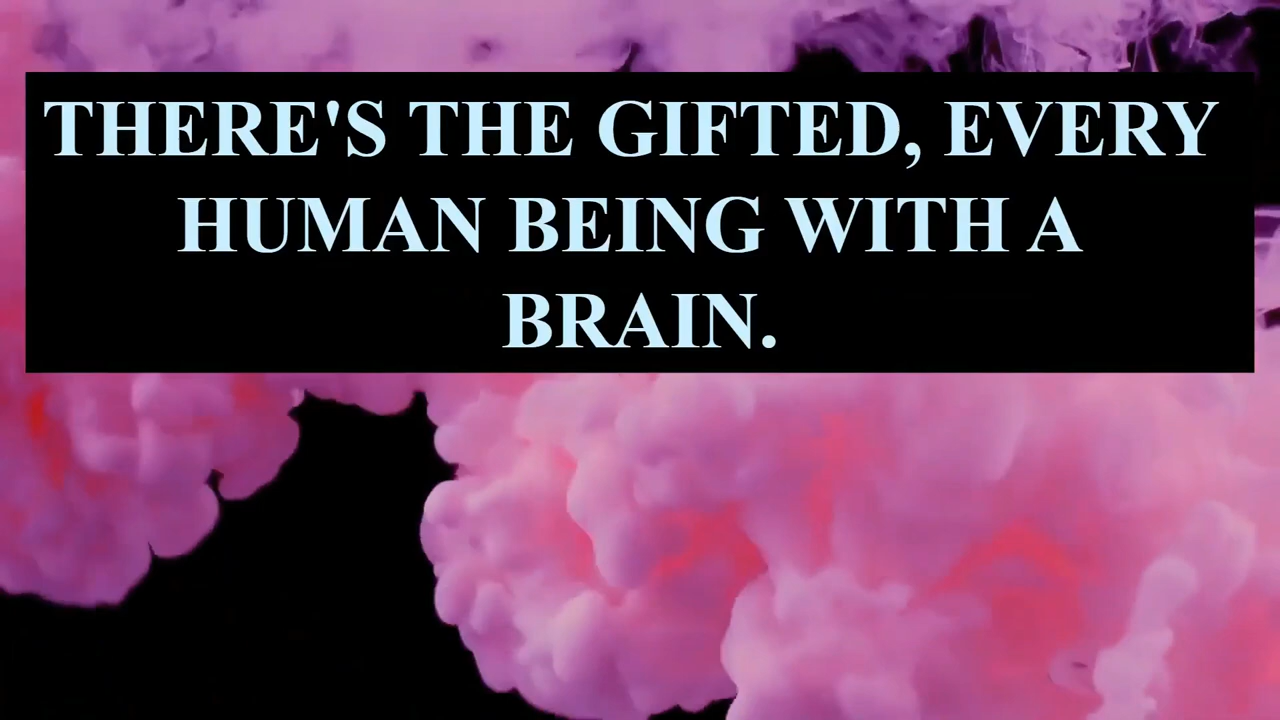 THERE'S THE GIFTED, EVERY
HUMAN BEING WITH A
BRAIN.